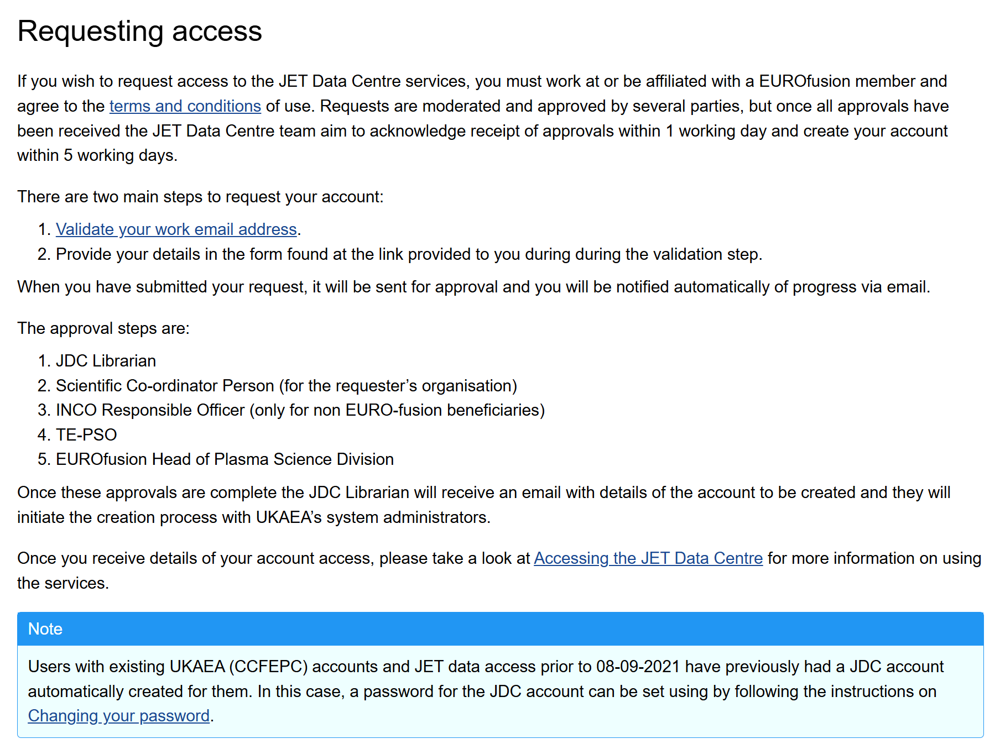 Requesting access
If you wish to request access to the JET Data Centre services, you must work at or be affiliated with a EUROfusion member and
agree to the terms and conditions of use. Requests are moderated and approved by several parties, but once all approvals have
been received the JET Data Centre team aim to acknowledge receipt of approvals within 1 working day and create your account
within 5 working days.
There are two main steps to request your account:
1. Validate your work email address.
2. Provide your details in the form found at the link provided to you during during the validation step.
When you have submitted your request, it will be sent for approval and you will be notified automatically of progress via email.
The approval steps are:
1. JDC Librarian
2. Scientific Co-ordinator Person (for the requester’s organisation)
3. INCO Responsible Officer (only for non EURO-fusion beneficiaries)
4. TE-PSO
5. EUROfusion Head of Plasma Science Division
Once these approvals are complete the JDC Librarian will receive an email with details of the account to be created and they will
initiate the creation process with UKAEA’s system administrators.
Once you receive details of your account access, please take a look at Accessing the JET Data Centre for more information on using
the services.
Note
Users with existing UKAEA (CCFEPC) accounts and JET data access prior to 08-09-2021 have previously had a JDC account
automatically created for them. In this case, a password for the JDC account can be set using by following the instructions on
Changing your password.